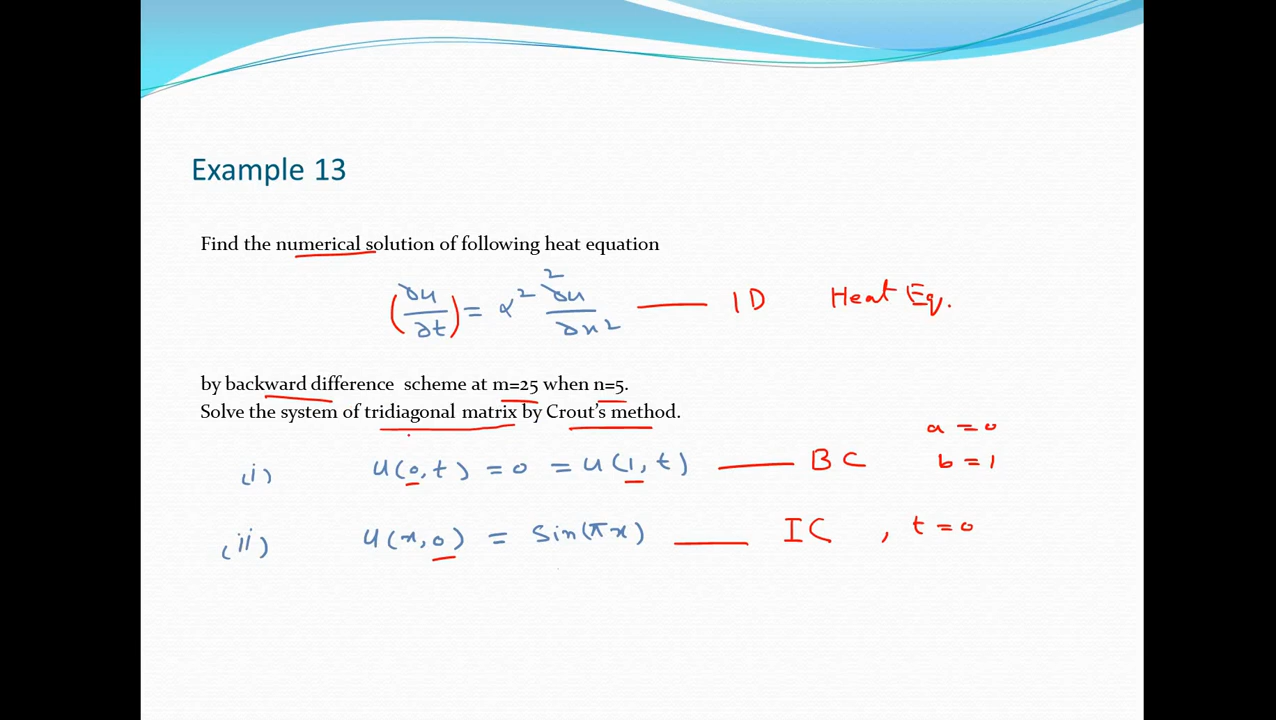 Example 13
Find the numerical solution of following heat equation
(∂u/∂t) = α² ∂²u/∂x² —— 1D Heat Eq.
by backward difference scheme at m=25 when n=5.
Solve the system of tridiagonal matrix by Crout's method.
a = 0
(i) u(0,t) = 0 = u(1,t) —— BC b = 1
(ii) u(x,0) = Sin(πx) —— IC , t = 0